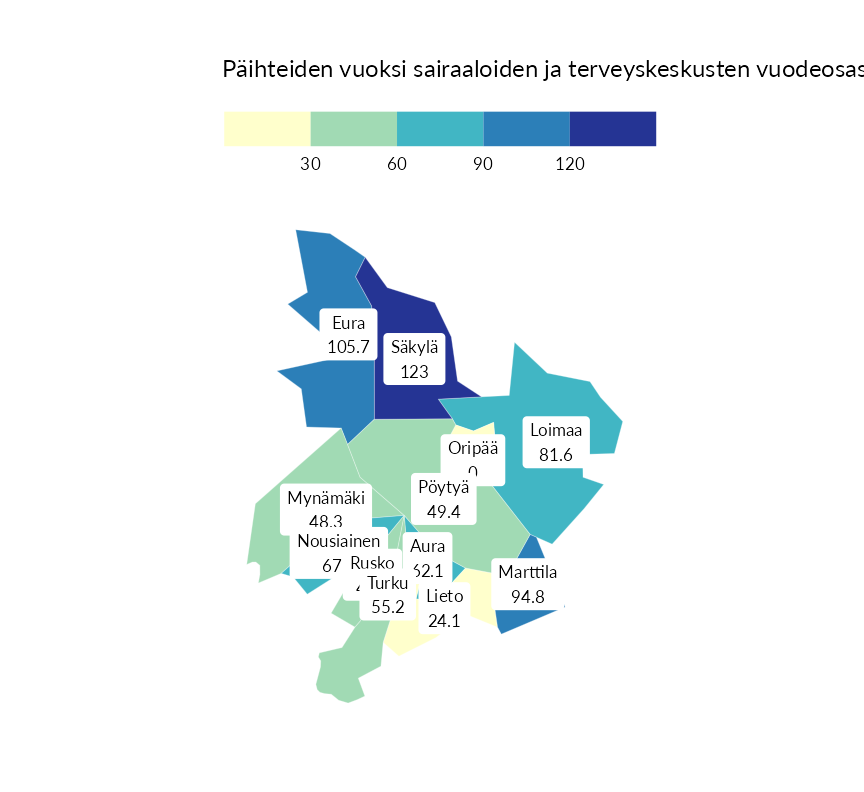 Päihteiden vuoksi sairaaloiden ja terveyskeskusten
30 60 90 120
Eura
105.7
Säkylä
123
Loimaa
81.6
Oripää
0
Pöytyä
49.4
Mynämäki
48.3
Nousiainen
67
Rusko
Aura
62.1
Turku
55.2
Lieto
24.1
Marttila
94.8